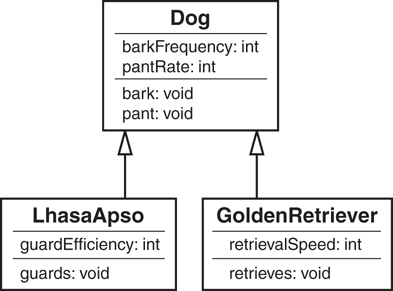 Dog
barkFrequency: int
pantRate: int
bark: void
pant: void
LhasaApso
guardEfficiency: int
guards: void
GoldenRetriever
retrievalSpeed: int
retrieves: void